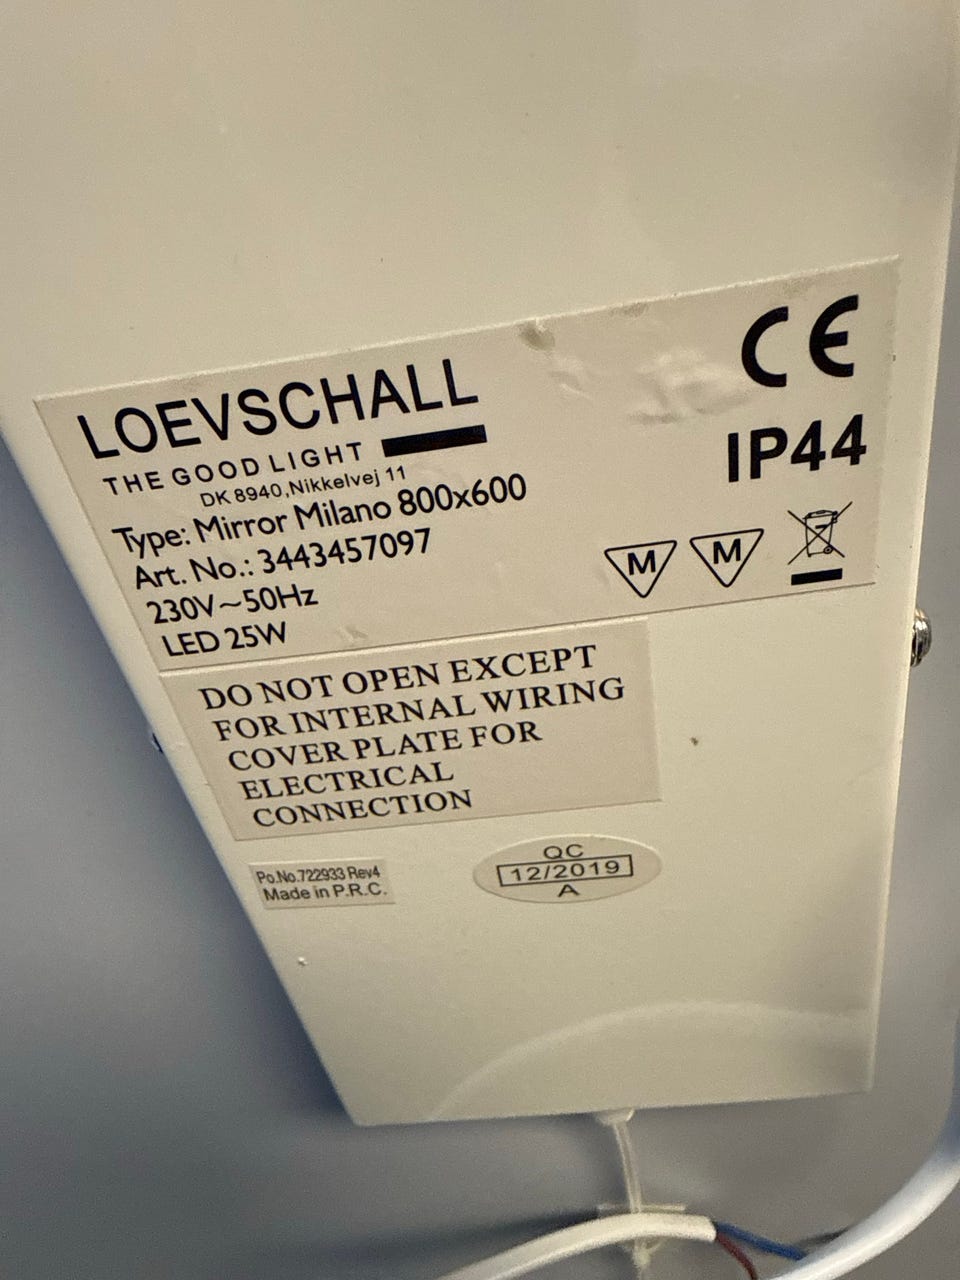 LOEVSCHALL
THE GOOD LIGHT
DK 8940,Nikkelvej 11
Type: Mirror Milano 800x600
Art. No.: 3443457097
230V~50Hz
LED 25W
CE
IP44
M M
DO NOT OPEN EXCEPT
FOR INTERNAL WIRING
COVER PLATE FOR
ELECTRICAL
CONNECTION
Po.No.722933 Rev4
Made in P.R.C.
QC
12/2019
A